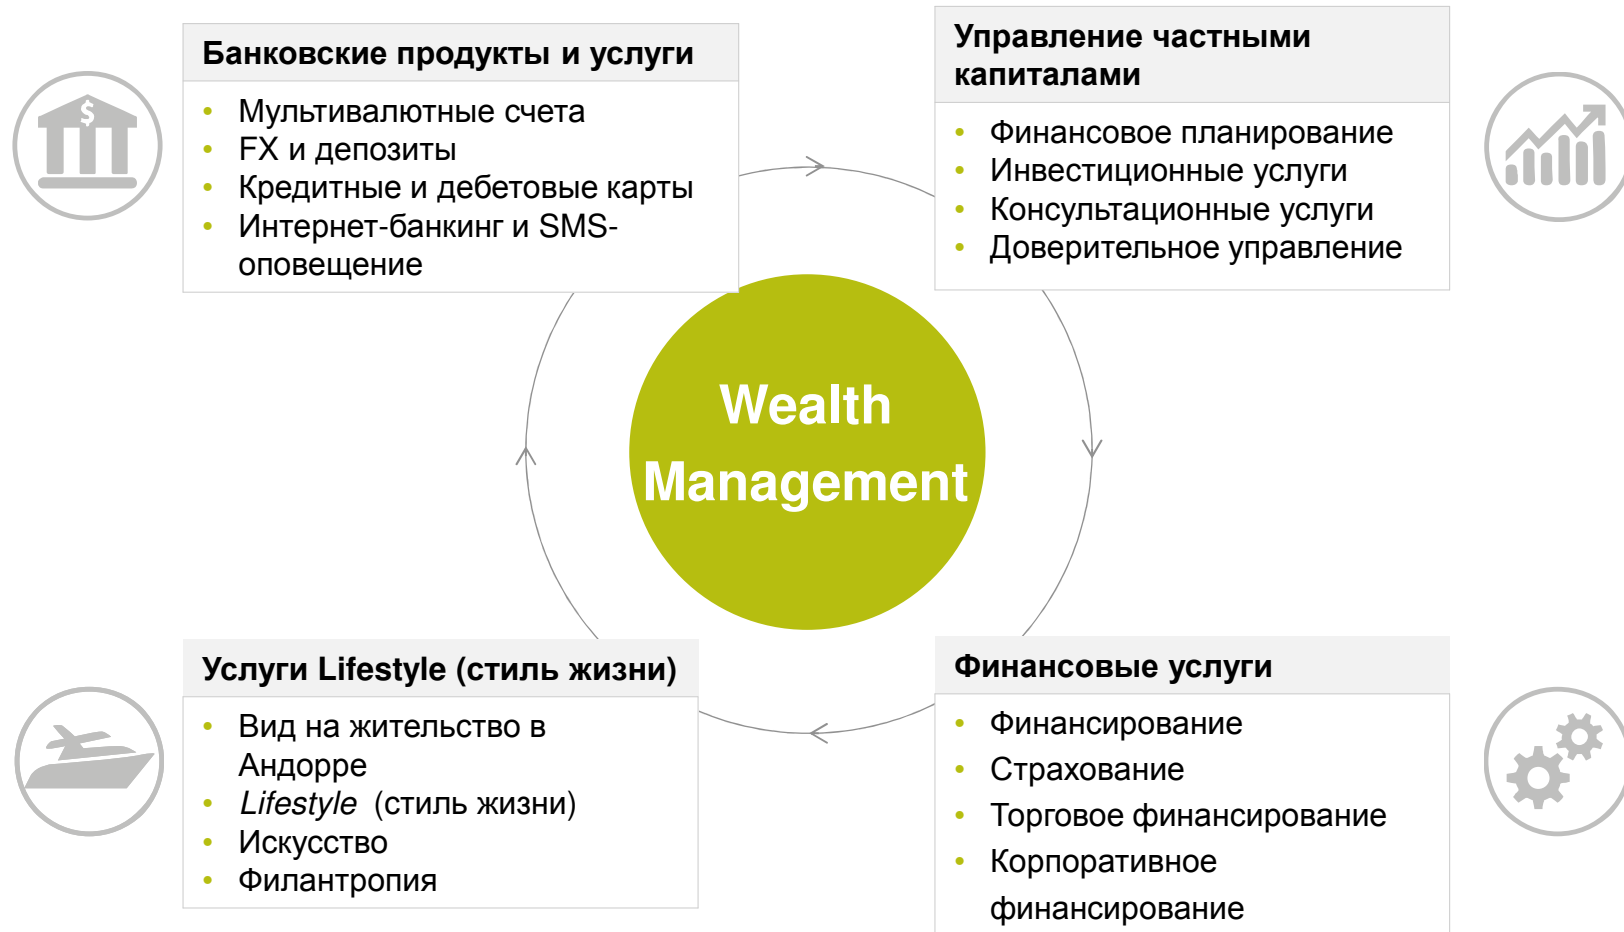 Банковские продукты и услуги
$
• Мультивалютные счета
• FX и депозиты
• Кредитные и дебетовые карты
• Интернет-банкинг и SMS-
оповещение
Управление частными
капиталами
• Финансовое планирование
• Инвестиционные услуги
• Консультационные услуги
• Доверительное управление
Wealth
Management
Услуги Lifestyle (стиль жизни)
• Вид на жительство в
Андорре
• Lifestyle (стиль жизни)
• Искусство
• Филантропия
Финансовые услуги
• Финансирование
• Страхование
• Торговое финансирование
• Корпоративное
финансирование